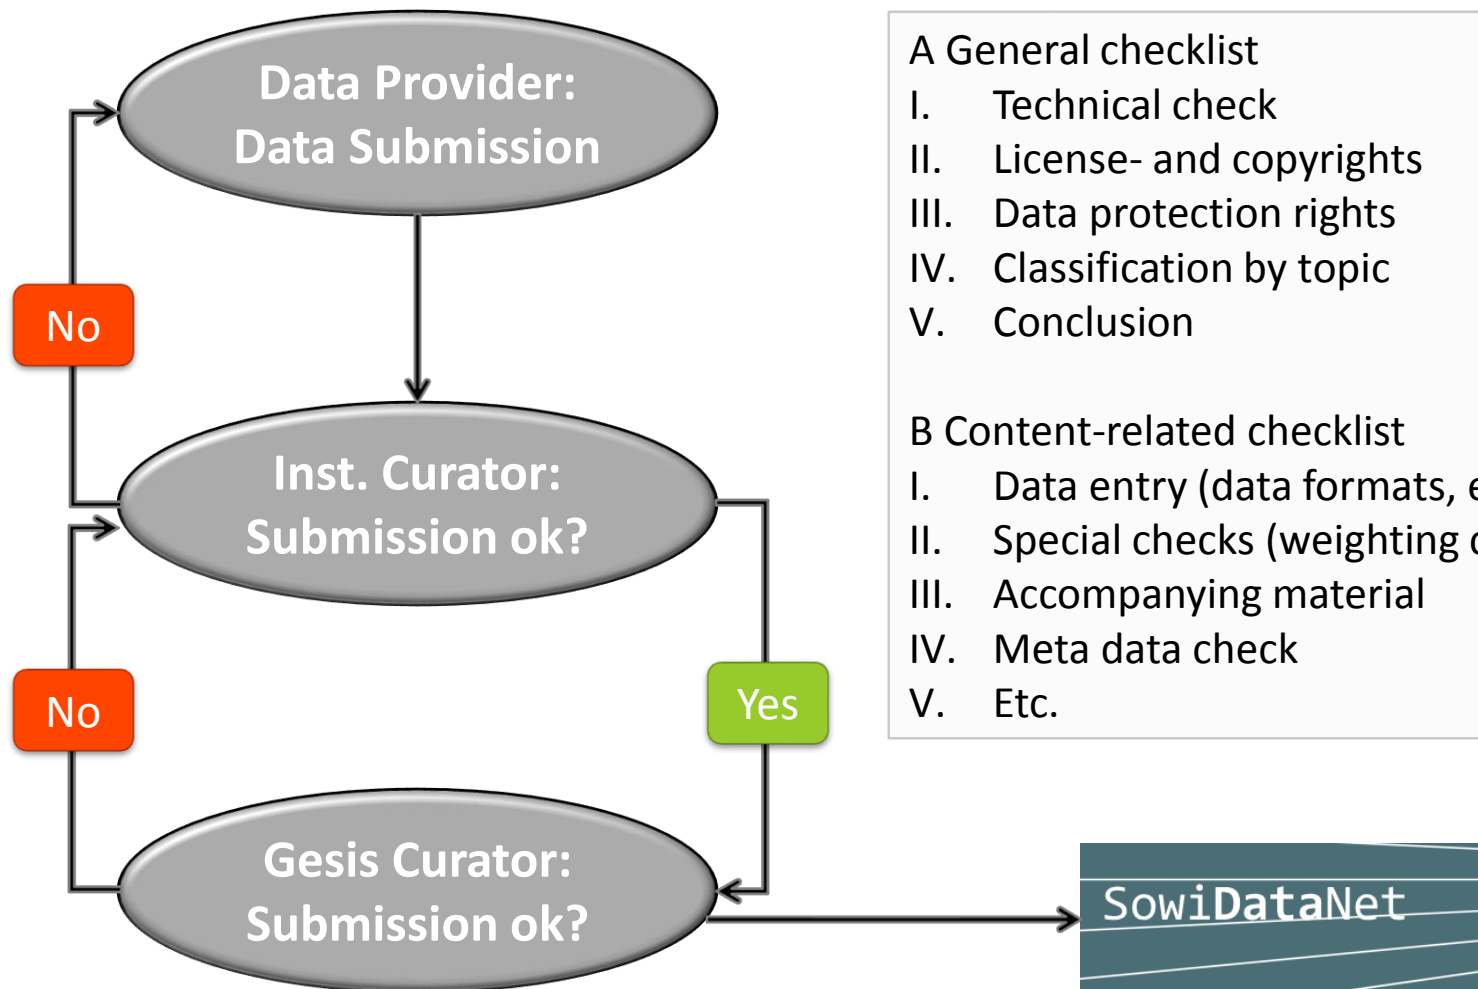 Data Provider:
Data Submission
No
Inst. Curator:
Submission ok?
No
Yes
Gesis Curator:
Submission ok?
A General checklist
I. Technical check
II. License- and copyrights
III. Data protection rights
IV. Classification by topic
V. Conclusion
B Content-related checklist
I. Data entry (data formats,
II. Special checks (weighting
III. Accompanying material
IV. Meta data check
V. Etc.
SowiDataNet